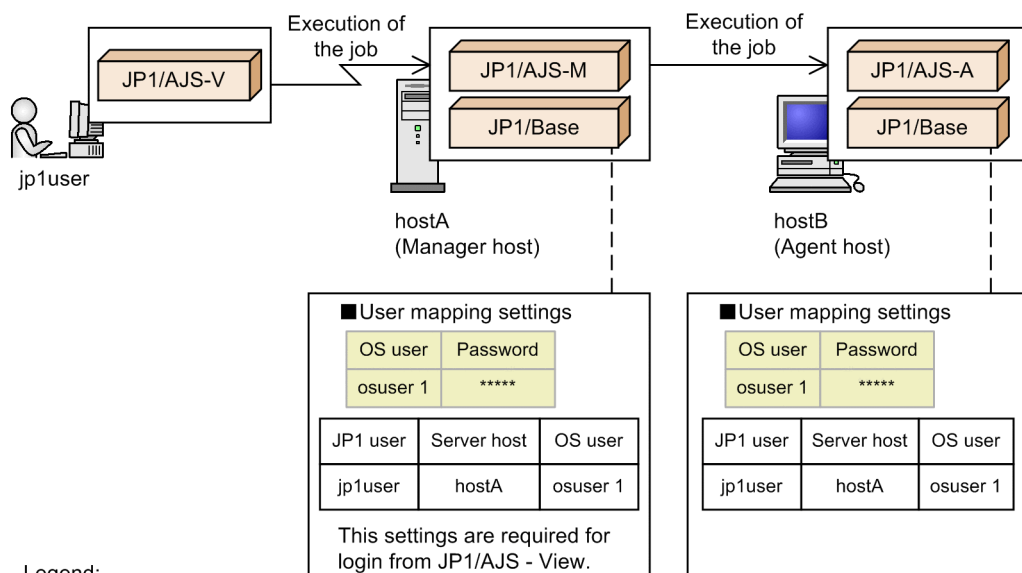 Execution of
the job
Execution of
the job
JP1/AJS-V
JP1/AJS-M
JP1/AJS-A
JP1/Base
JP1/Base
jp1user
hostA
(Manager host)
hostB
(Agent host)
■User mapping settings
OS user Password
osuser 1 *****
JP1 user Server host OS user
jp1user hostA osuser 1
This settings are required for
login from JP1/AJS - View.
■User mapping settings
OS user Password
osuser 1 *****
JP1 user Server host OS user
jp1user hostA osuser 1
Legend: